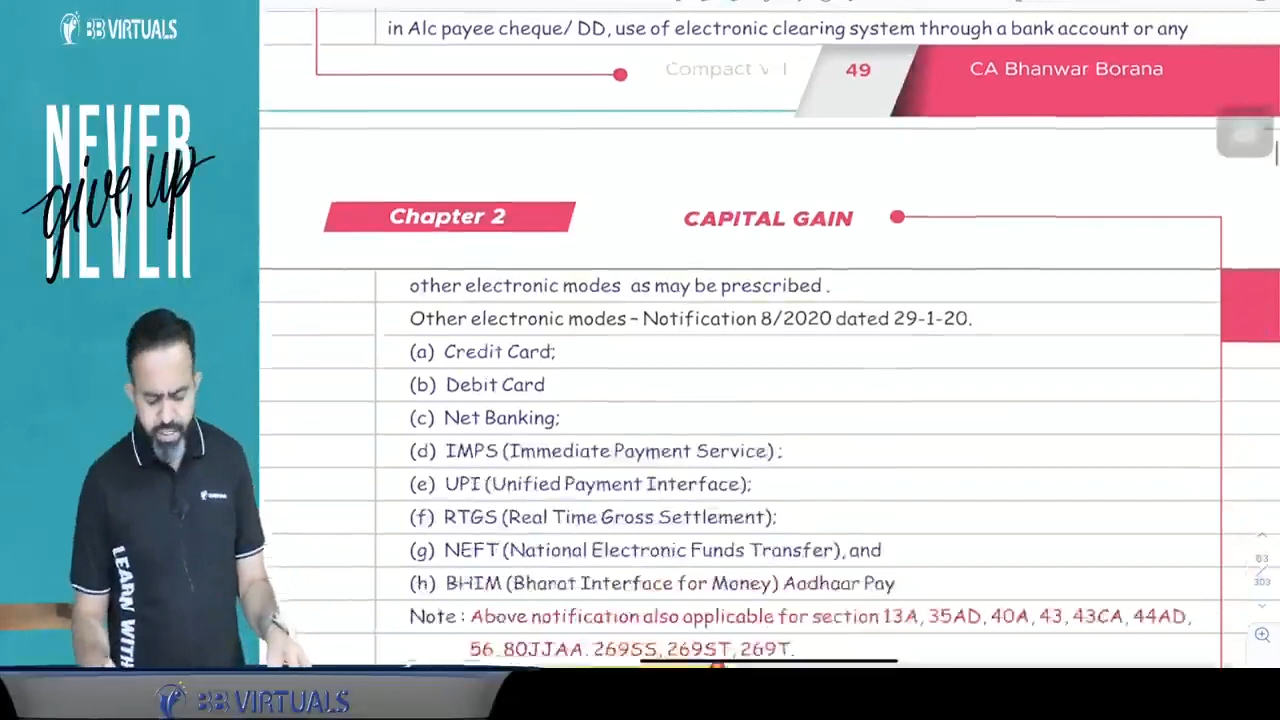 BB VIRTUALS
NEVER
give up
NEVER
in Alc payee cheque/ DD, use of electronic clearing system through a bank account or any
49
CA Bhanwar Borana
Chapter 2
CAPITAL GAIN
other electronic modes as may be prescribed.
Other electronic modes – Notification 8/2020 dated 29-1-20.
(a) Credit Card;
(b) Debit Card
(c) Net Banking;
(d) IMPS (Immediate Payment Service);
(e) UPI (Unified Payment Interface);
(f) RTGS (Real Time Gross Settlement);
(g) NEFT (National Electronic Funds Transfer), and
(h) BHIM (Bharat Interface for Money) Aadhaar Pay
Note : Above notification also applicable for section 13A, 35AD, 40A, 43, 43CA, 44AD,
56, 80JJAA, 269SS, 269ST, 269T.
LEARN WITH
303
BB VIRTUALS